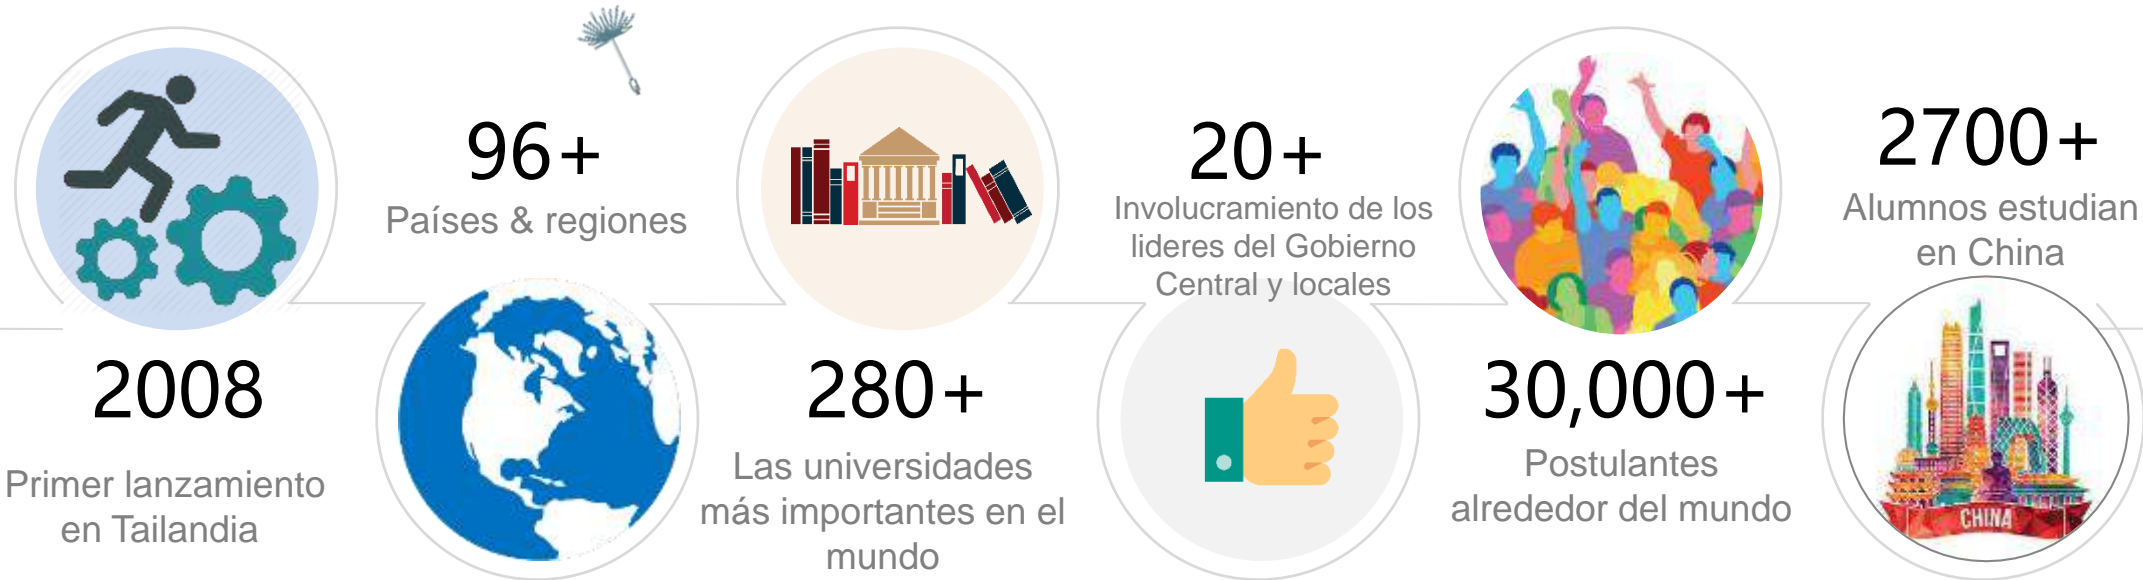 2008
Primer lanzamiento
en Tailandia
96+
Países & regiones
280+
Las universidades
más importantes en el
mundo
20+
Involucramiento de los
lideres del Gobierno
Central y locales
30,000+
Postulantes
alrededor del mundo
2700+
Alumnos estudian
en China
CHINA